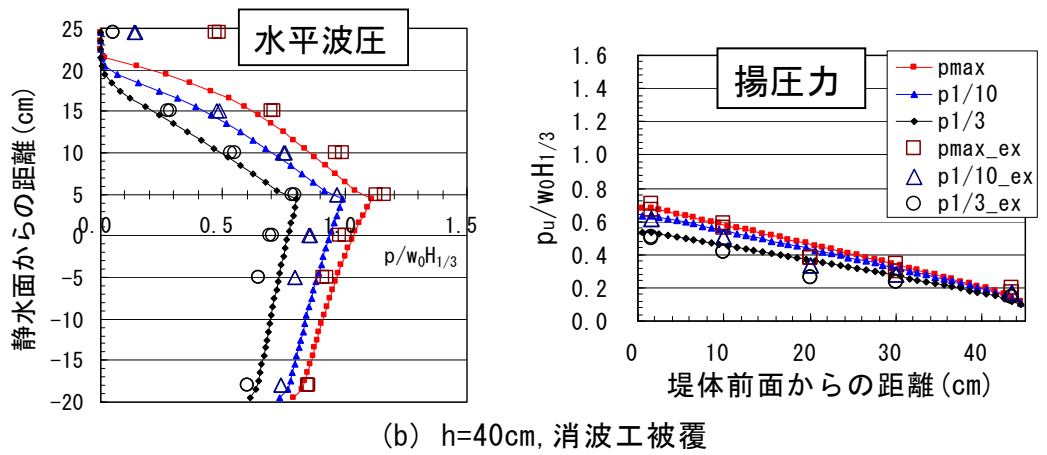 水平波圧
静水面からの距離(cm)
25
20
15
10
5
0
-5
-10
-15
-20
0.0
0.5
1.0
1.5
p/w0H1/3
揚圧力
pu/w0H1/3
1.6
1.4
1.2
1.0
0.8
0.6
0.4
0.2
0.0
0
10
20
30
40
堤体前面からの距離(cm)
pmax
p1/10
p1/3
pmax_ex
p1/10_ex
p1/3_ex
(b) h=40cm,消波工被覆